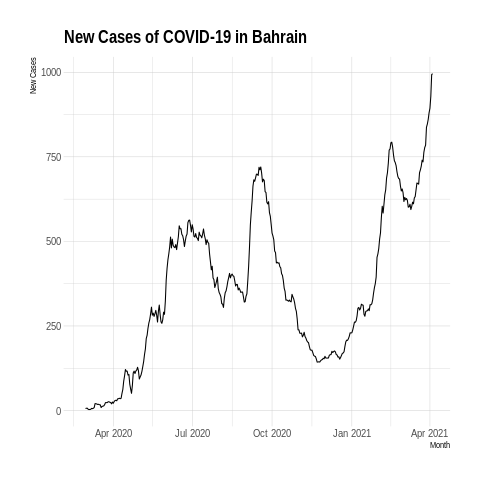 New Cases of COVID-19 in Bahrain
New Cases
1000
750
500
250
0
Apr 2020 Jul 2020 Oct 2020 Jan 2021 Apr 2021
Month